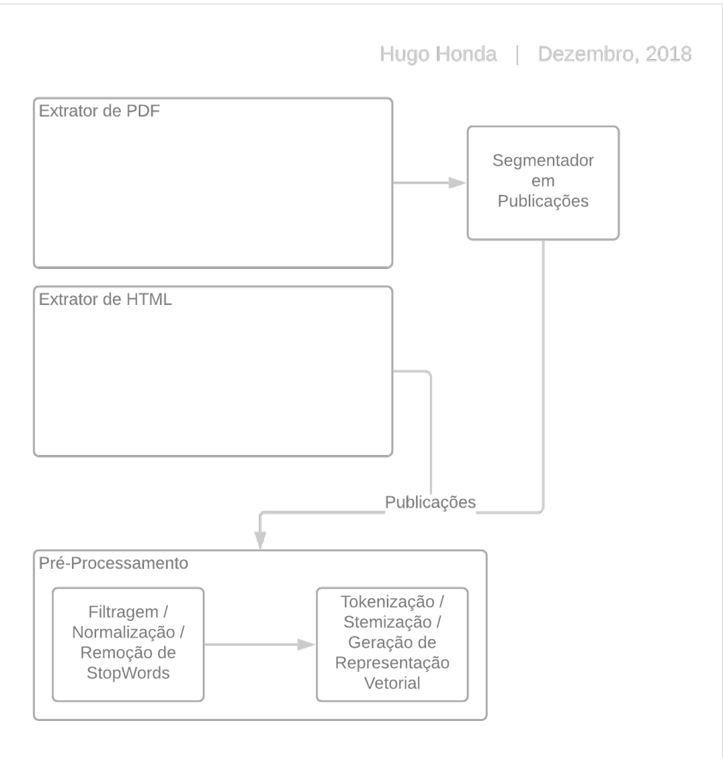 Hugo Honda | Dezembro, 2018
Extrator de PDF
Segmentador
em
Publicações
Extrator de HTML
Publicações
Pré-Processamento
Filtragem /
Normalização /
Remoção de
StopWords
Tokenização /
Stemização /
Geração de
Representação
Vetorial